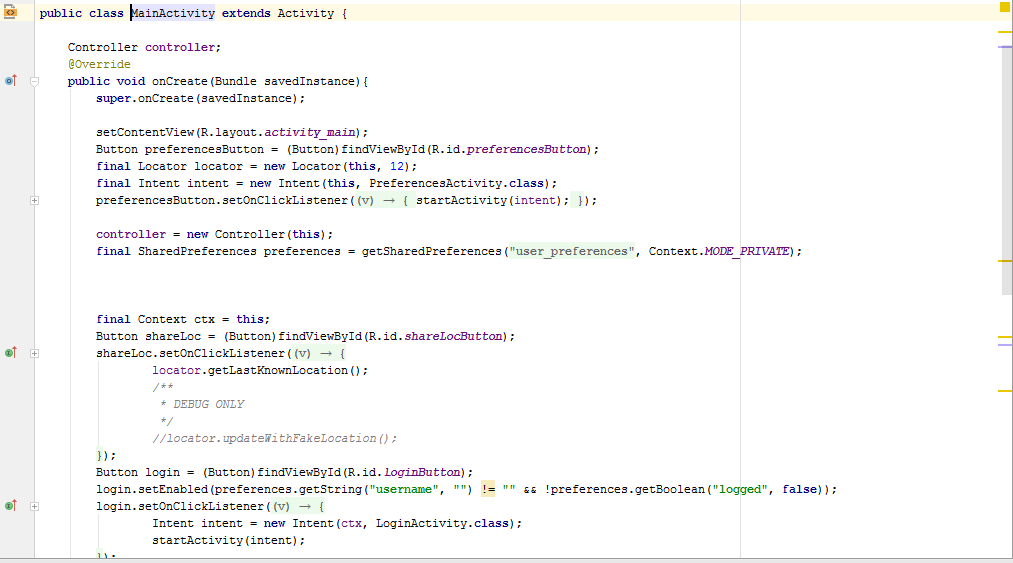 public class MainActivity extends Activity {
Controller controller;
@Override
public void onCreate(Bundle savedInstance){
super.onCreate(savedInstance);
setContentView(R.layout.activity_main);
Button preferencesButton = (Button)findViewById(R.id.preferencesButton);
final Locator locator = new Locator(this, 12);
final Intent intent = new Intent(this, PreferencesActivity.class);
preferencesButton.setOnClickListener((v) → { startActivity(intent); });
controller = new Controller(this);
final SharedPreferences preferences = getSharedPreferences("user_preferences", Context.MODE_PRIVATE);
final Context ctx = this;
Button shareLoc = (Button)findViewById(R.id.shareLocButton);
shareLoc.setOnClickListener((v) → {
locator.getLastKnownLocation();
/**
* DEBUG ONLY
*/
//locator.updateWithFakeLocation();
});
Button login = (Button)findViewById(R.id.loginButton);
login.setEnabled(preferences.getString("username", "") != "" && !preferences.getBoolean("logged", false));
login.setOnClickListener((v) → {
Intent intent = new Intent(ctx, LoginActivity.class);
startActivity(intent);
});